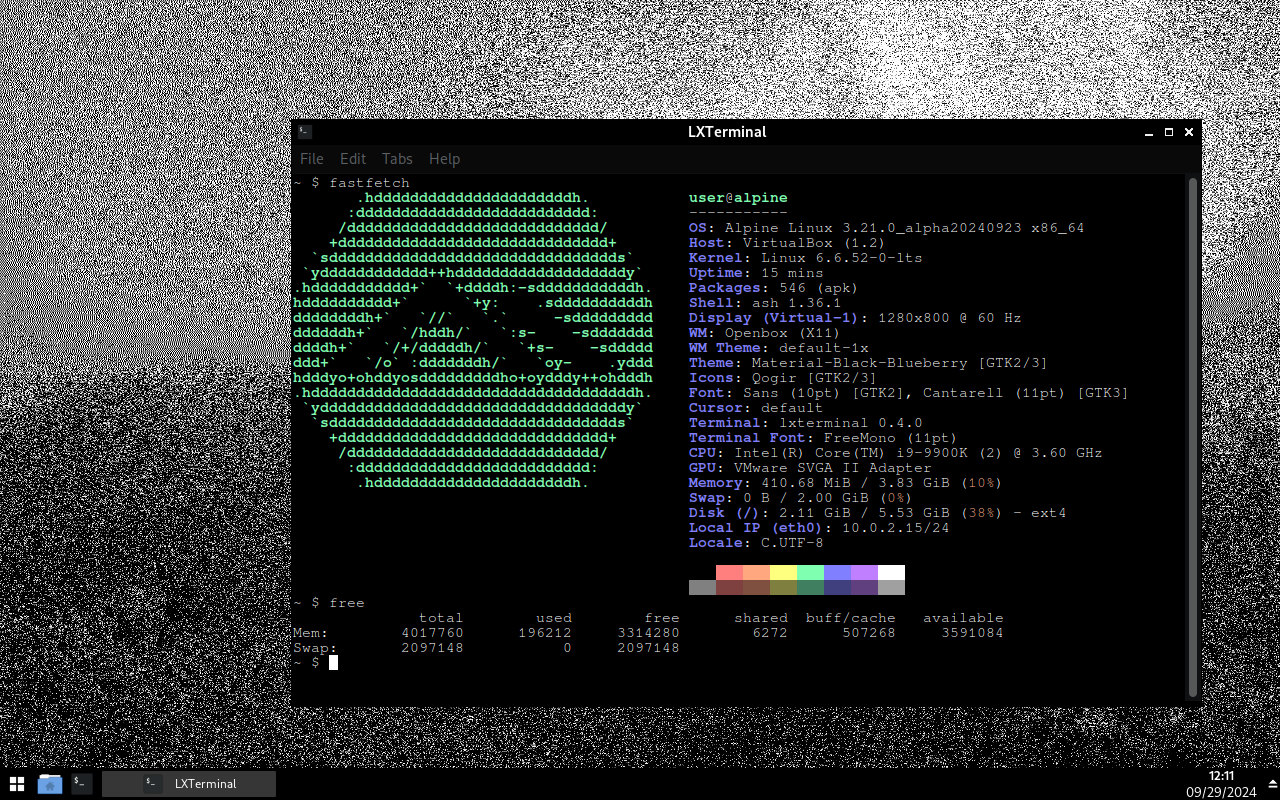 LXTerminal
File Edit Tabs Help
~ $ fastfetch
.hddddddddddddddddddddddh.
:dddddddddddddddddddddddddd:
/dddddddddddddddddddddddddddd/
+dddddddddddddddddddddddddddddd+
`sdddddddddddddddddddddddddddddddds`
`ydddddddddddd++hdddddddddddddddddddy`
.hddddddddddd+`  `+ddddh:-sdddddddddddh.
hdddddddddd+`      `+y:    .sddddddddddh
ddddddddh+`   `//`   `.`     -sddddddddd
ddddddh+`   `/hddh/`   `:s-    -sddddddd
ddddh+`   `/+/dddddh/`   `+s-    -sddddd
ddd+`   `/o` :dddddddh/`   `oy-    .yddd
hdddyo+ohddyosdddddddddho+oydddy++ohdddh
.hddddddddddddddddddddddddddddddddddddh.
`yddddddddddddddddddddddddddddddddddy`
`sdddddddddddddddddddddddddddddddds`
+dddddddddddddddddddddddddddddd+
/dddddddddddddddddddddddddddd/
:dddddddddddddddddddddddddd:
.hddddddddddddddddddddddh.
user@alpine
-----------
OS: Alpine Linux 3.21.0_alpha20240923 x86_64
Host: VirtualBox (1.2)
Kernel: Linux 6.6.52-0-lts
Uptime: 15 mins
Packages: 546 (apk)
Shell: ash 1.36.1
Display (Virtual-1): 1280x800 @ 60 Hz
WM: Openbox (X11)
WM Theme: default-1x
Theme: Material-Black-Blueberry [GTK2/3]
Icons: Qogir [GTK2/3]
Font: Sans (10pt) [GTK2], Cantarell (11pt) [GTK3]
Cursor: default
Terminal: lxterminal 0.4.0
Terminal Font: FreeMono (11pt)
CPU: Intel(R) Core(TM) i9-9900K (2) @ 3.60 GHz
GPU: VMware SVGA II Adapter
Memory: 410.68 MiB / 3.83 GiB (10%)
Swap: 0 B / 2.00 GiB (0%)
Disk (/): 2.11 GiB / 5.53 GiB (38%) - ext4
Local IP (eth0): 10.0.2.15/24
Locale: C.UTF-8
~ $ free
total used free shared buff/cache available
Mem: 4017760 196212 3314280 6272 507268 3591084
Swap: 2097148 0 2097148
~ $
LXTerminal
12:11
09/29/2024